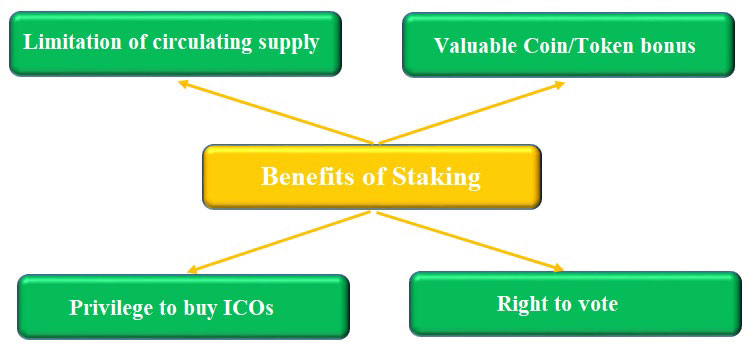 Limitation of circulating supply
Valuable Coin/Token bonus
Benefits of Staking
Privilege to buy ICOs
Right to vote